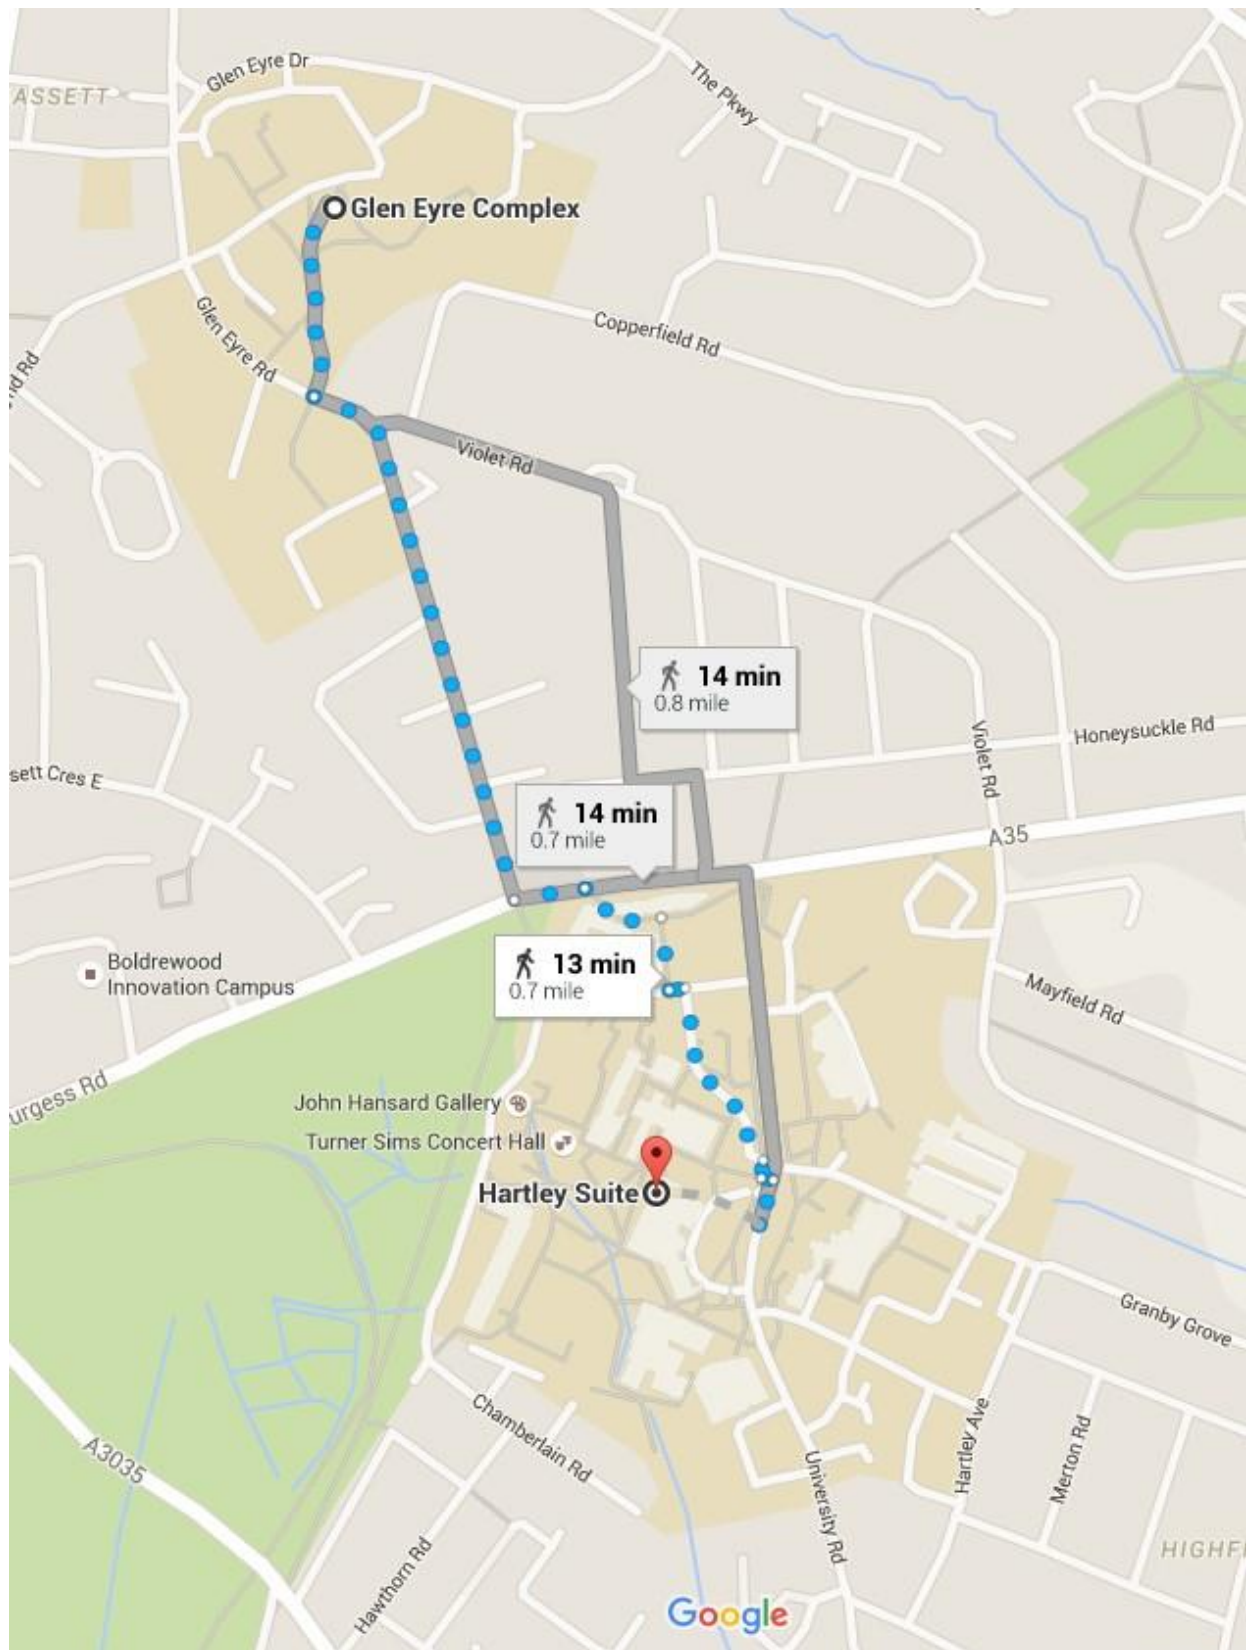 Glen Eyre Dr
ASSETT
The Pkwy
Glen Eyre Complex
Glen Eyre Rd
Copperfield Rd
nd Rd
Violet Rd
14 min
0.8 mile
Violet Rd
Honeysuckle Rd
sett Cres E
14 min
0.7 mile
A35
13 min
0.7 mile
Boldrewood
Innovation Campus
Mayfield Rd
urgess Rd
John Hansard Gallery
Turner Sims Concert Hall
Hartley Suite
Granby Grove
Chamberlain Rd
Hartley Ave
Merton Rd
A3035
University Rd
Hawthorn Rd
HIGHF
Google